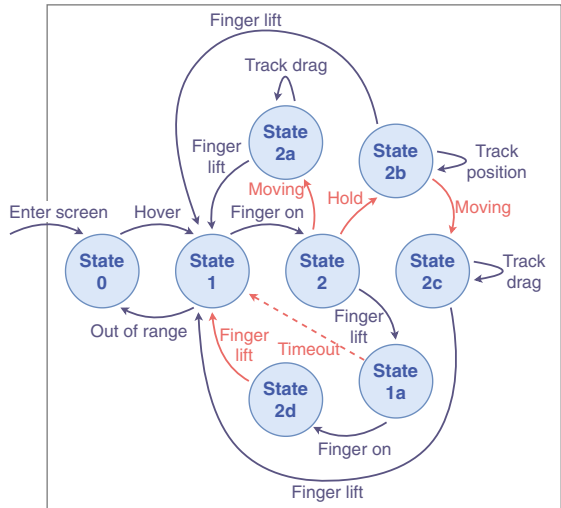 Finger lift
Track drag
State
2a
Finger
lift
State
2b
Track
position
Moving
Hold
Moving
Enter screen
Hover
Finger on
State
0
State
1
State
2
State
2c
Track
drag
Out of range
Finger
lift
Timeout
Finger
lift
State
1a
State
2d
Finger on
Finger lift